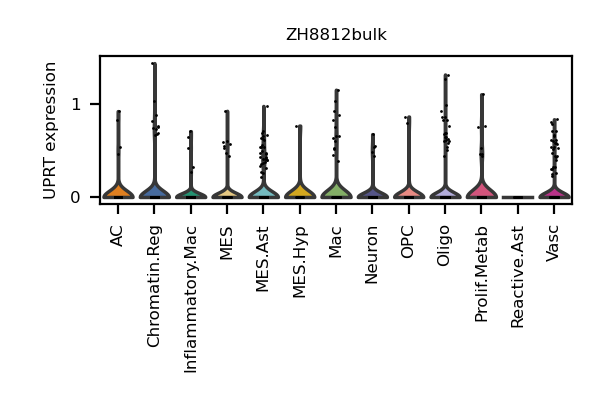 ZH8812bulk
UPRT expression
1
0
AC
Chromatin.Reg
Inflammatory.Mac
MES
MES.Ast
MES.Hyp
Mac
Neuron
OPC
Oligo
Prolif.Metab
Reactive.Ast
Vasc